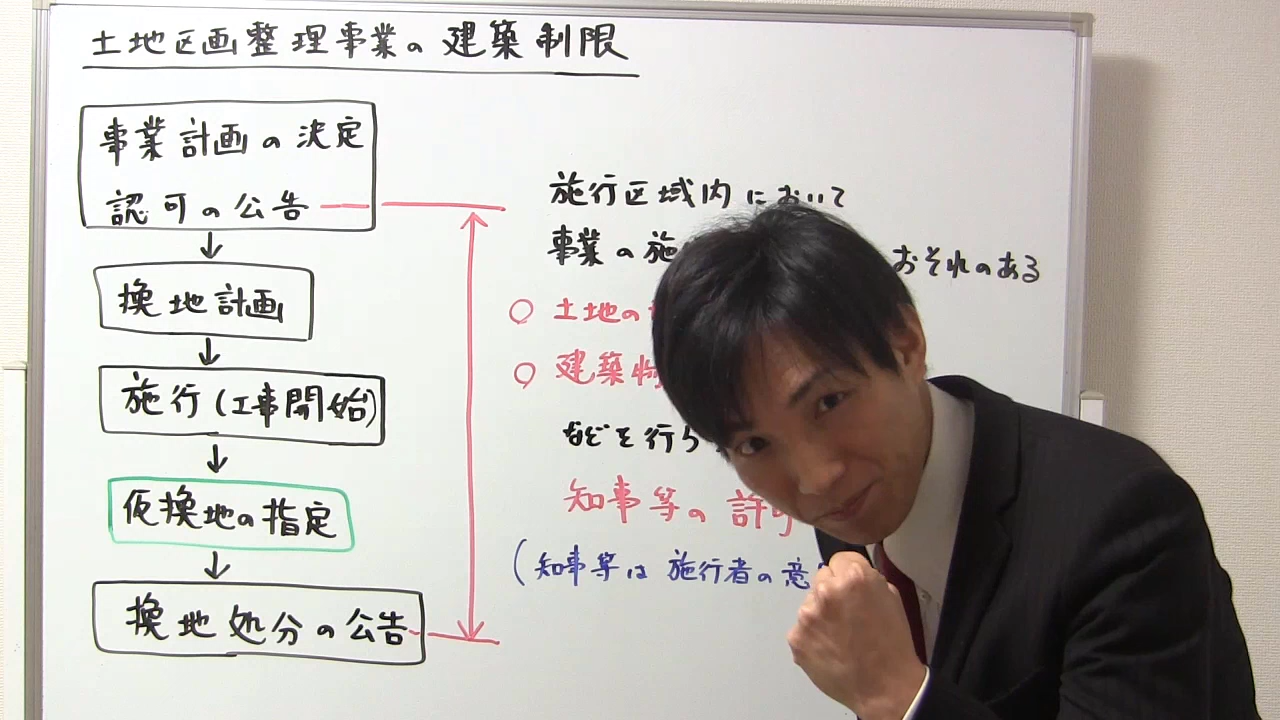 土地区画整理事業の建築制限
事業計画の決定
認可の公告
換地計画
施行(工事開始)
仮換地の指定
換地処分の公告
施行区域内において
事業の施 おそれのある
○ 土地の
○ 建築物
などを行
知事等の許可
(知事等は施行者の意